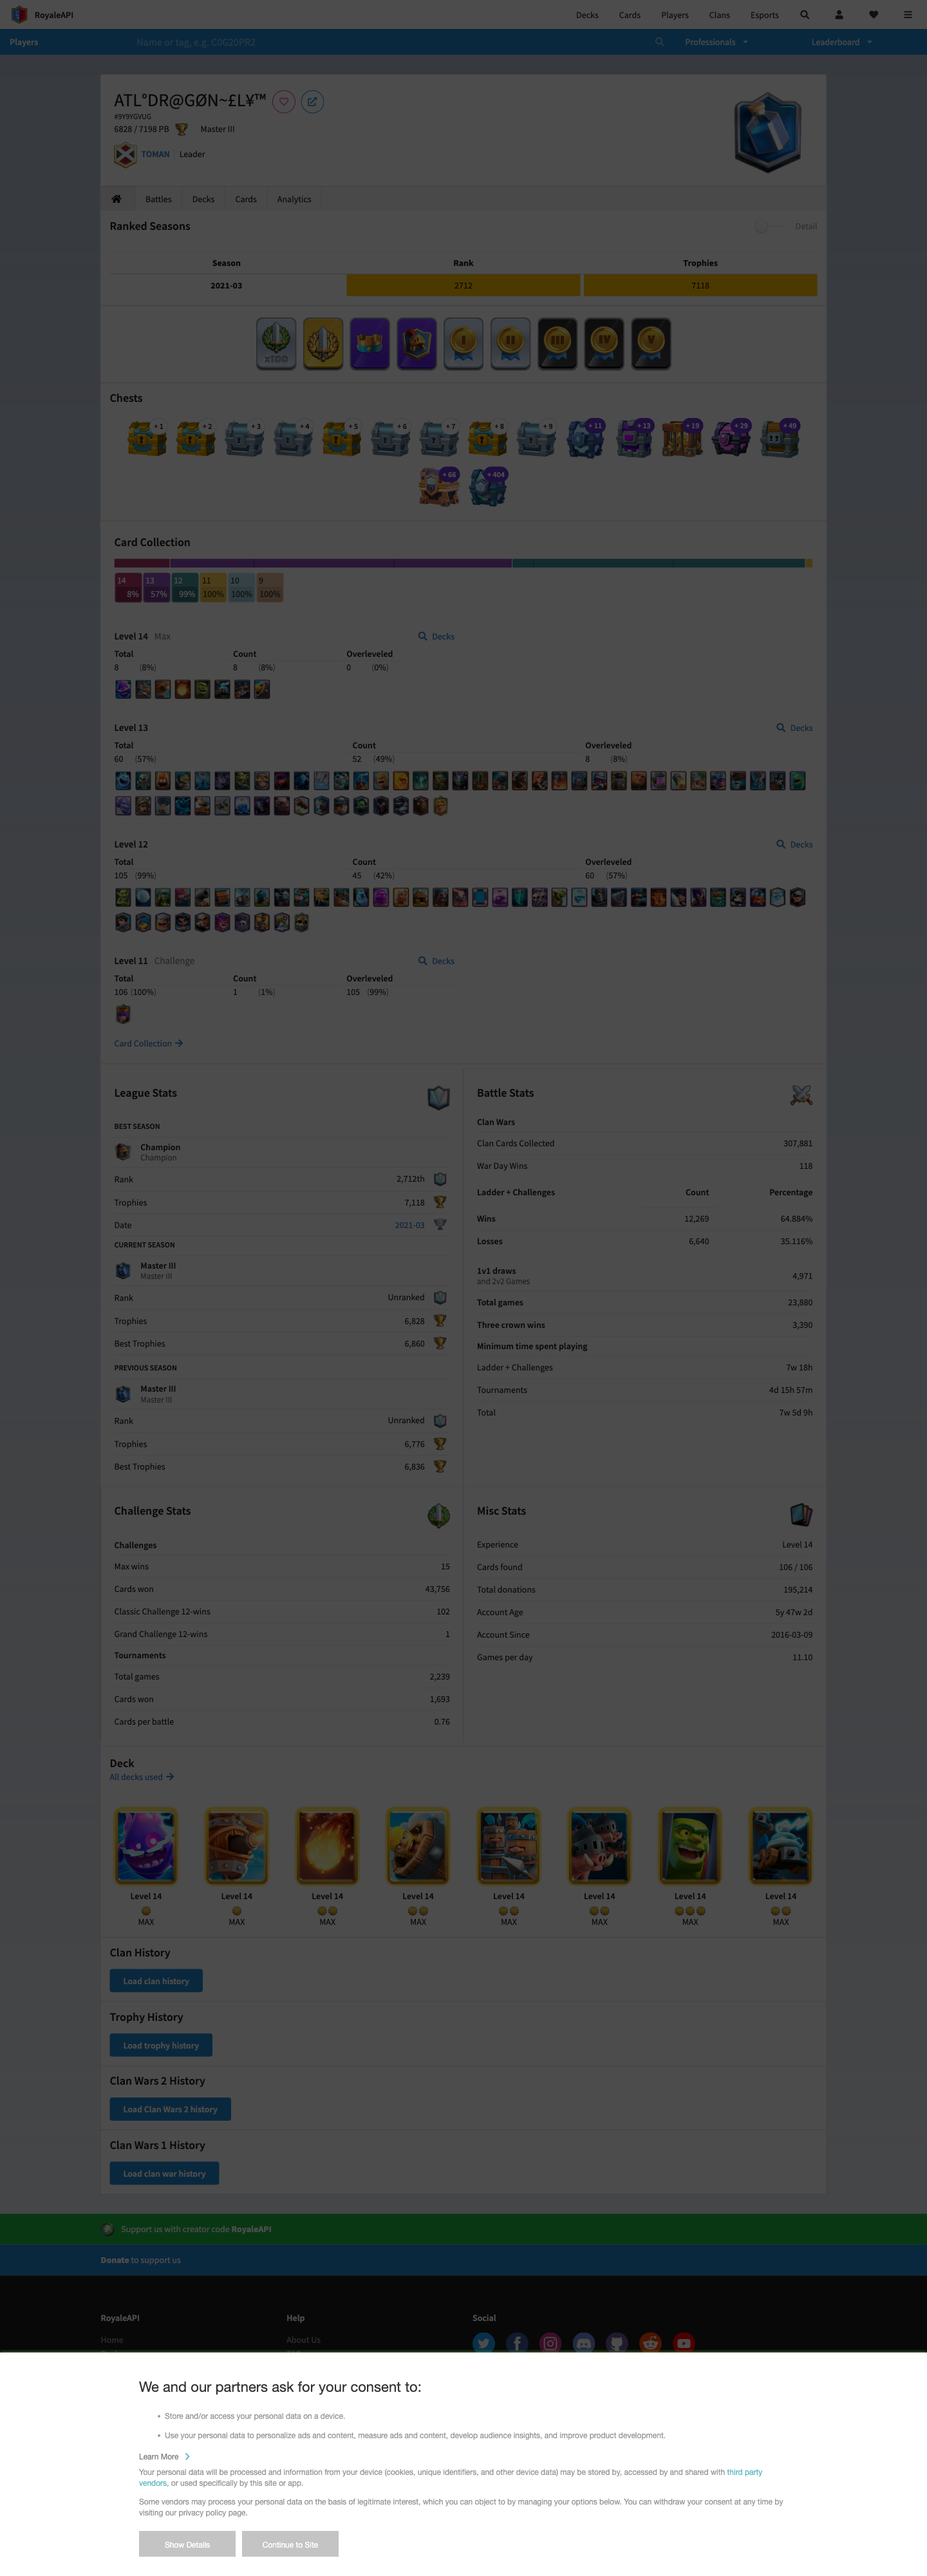 RoyaleAPI
Decks Cards Players Clans Esports
Players
Name or tag, e.g. C0G20PR2
Professionals
Leaderboard
ATL°DR@GØN~£L¥™
#9Y9YGVUG
6828 / 7198 PB Master III
TOMAN Leader
Battles Decks Cards Analytics
Ranked Seasons
Detail
Season Rank Trophies
2021-03 2712 7118
x100 I II III IV V
Chests
+1 +2 +3 +4 +5 +6 +7 +8 +9 +11 +13 +19 +29 +49
+66 +404
Card Collection
14 13 12 11 10 9
8% 57% 99% 100% 100% 100%
Level 14 Max Decks
Total Count Overleveled
8 (8%) 8 (8%) 0 (0%)
Level 13 Decks
Total Count Overleveled
60 (57%) 52 (49%) 8 (8%)
Level 12 Decks
Total Count Overleveled
105 (99%) 45 (42%) 60 (57%)
Level 11 Challenge Decks
Total Count Overleveled
106 (100%) 1 (1%) 105 (99%)
Card Collection
League Stats
BEST SEASON
Champion
Champion
Rank 2,712th
Trophies 7,118
Date 2021-03
CURRENT SEASON
Master III
Master III
Rank Unranked
Trophies 6,828
Best Trophies 6,860
PREVIOUS SEASON
Master III
Master III
Rank Unranked
Trophies 6,776
Best Trophies 6,836
Battle Stats
Clan Wars
Clan Cards Collected 307,881
War Day Wins 118
Ladder + Challenges Count Percentage
Wins 12,269 64.884%
Losses 6,640 35.116%
1v1 draws
and 2v2 Games 4,971
Total games 23,880
Three crown wins 3,390
Minimum time spent playing
Ladder + Challenges 7w 18h
Tournaments 4d 15h 57m
Total 7w 5d 9h
Challenge Stats
Challenges
Max wins 15
Cards won 43,756
Classic Challenge 12-wins 102
Grand Challenge 12-wins 1
Tournaments
Total games 2,239
Cards won 1,693
Cards per battle 0.76
Misc Stats
Experience Level 14
Cards found 106 / 106
Total donations 195,214
Account Age 5y 47w 2d
Account Since 2016-03-09
Games per day 11.10
Deck
All decks used
Level 14 Level 14 Level 14 Level 14 Level 14 Level 14 Level 14 Level 14
MAX MAX MAX MAX MAX MAX MAX MAX
Clan History
Load clan history
Trophy History
Load trophy history
Clan Wars 2 History
Load Clan Wars 2 history
Clan Wars 1 History
Load clan war history
Support us with creator code RoyaleAPI
Donate to support us
RoyaleAPI Help Social
Home About Us
We and our partners ask for your consent to:
• Store and/or access your personal data on a device.
• Use your personal data to personalize ads and content, measure ads and content, develop audience insights, and improve product development.
Learn More
Your personal data will be processed and information from your device (cookies, unique identifiers, and other device data) may be stored by, accessed by and shared with third party
vendors, or used specifically by this site or app.
Some vendors may process your personal data on the basis of legitimate interest, which you can object to by managing your options below. You can withdraw your consent at any time by
visiting our privacy policy page.
Show Details Continue to Site